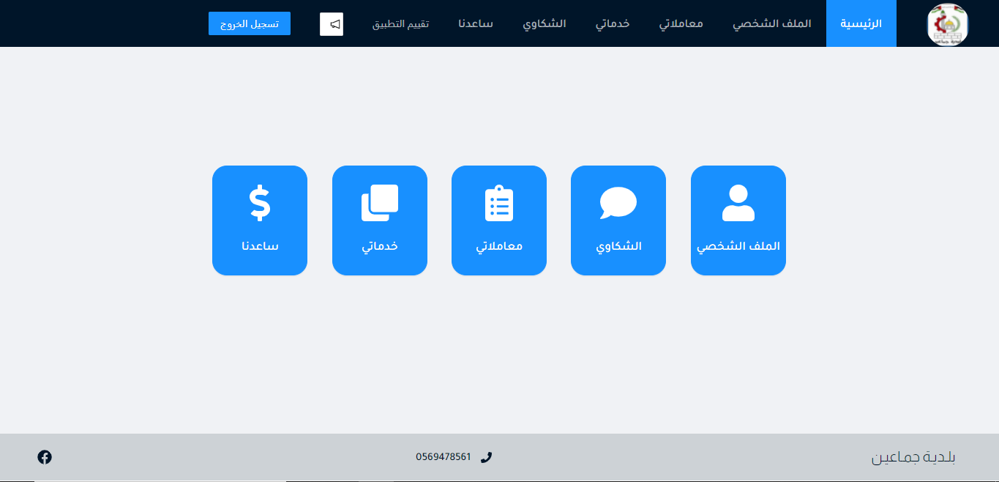 الرئيسية
الملف الشخصي
معاملاتي
خدماتي
الشكاوي
ساعدنا
تقييم التطبيق
تسجيل الخروج
الملف الشخصي
الشكاوي
معاملاتي
خدماتي
ساعدنا
بلدية جماعين
0569478561